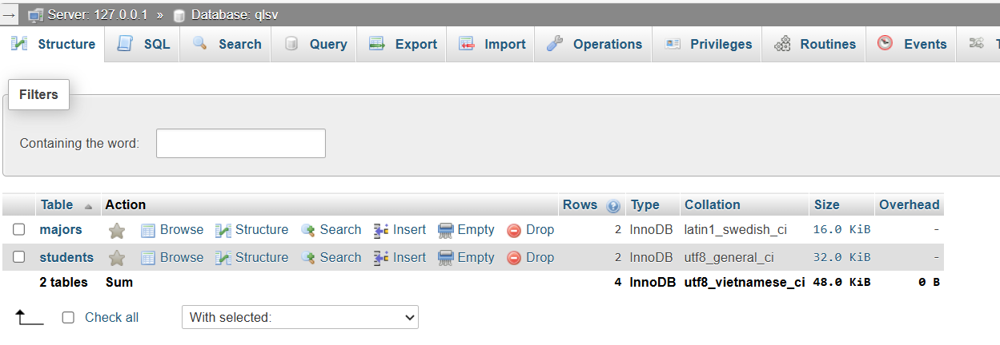 Server: 127.0.0.1 » Database: qlsv
Structure SQL Search Query Export Import Operations Privileges Routines Events T
Filters
Containing the word:
Table Action Rows Type Collation Size Overhead
majors Browse Structure Search Insert Empty Drop 2 InnoDB latin1_swedish_ci 16.0 KiB -
students Browse Structure Search Insert Empty Drop 2 InnoDB utf8_general_ci 32.0 KiB -
2 tables Sum 4 InnoDB utf8_vietnamese_ci 48.0 KiB 0 B
Check all With selected: